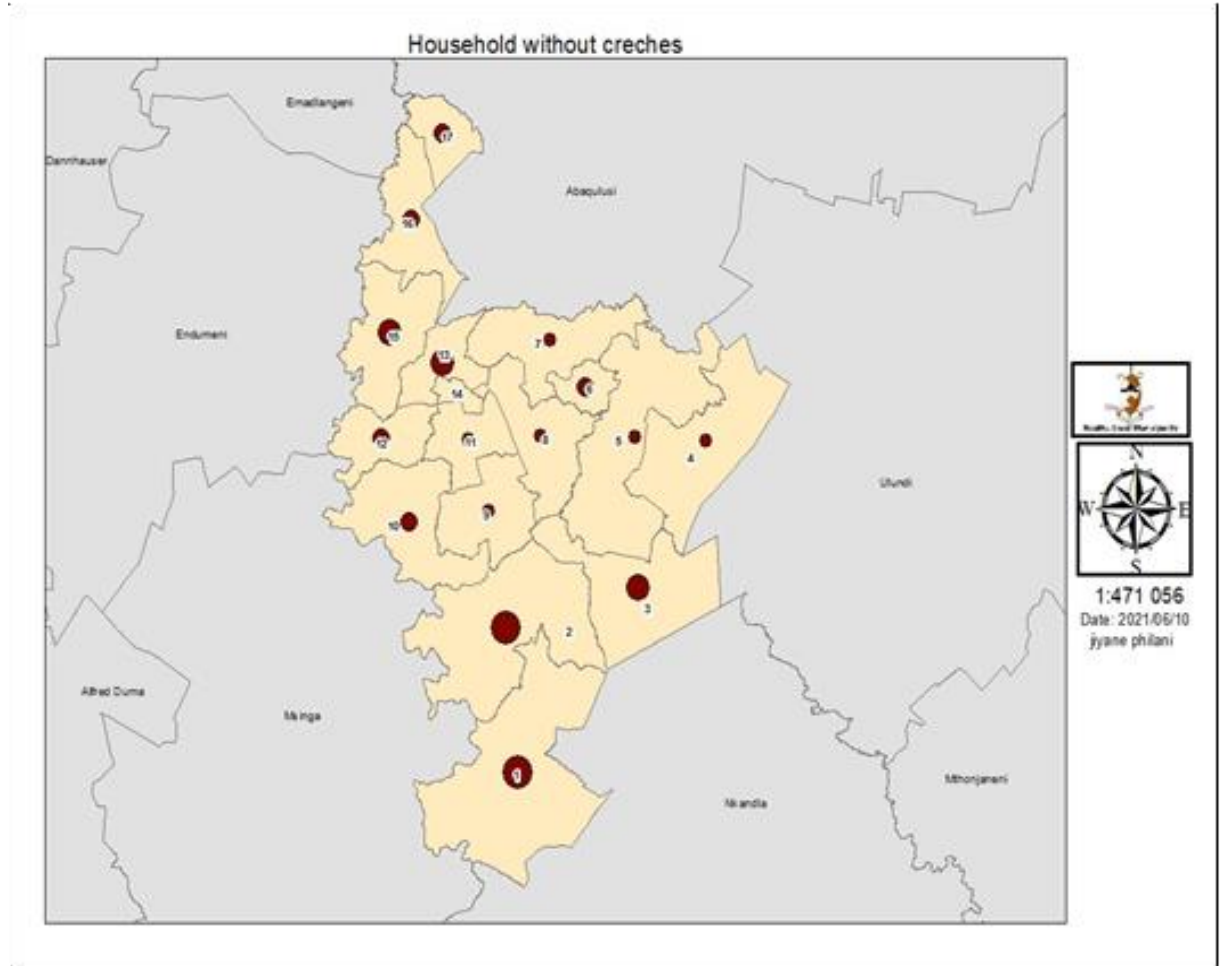 Household without creches
Emadlangeni
Dannhauser
17
Abaqulusi
16
Endumeni
15
13
7
6
14
12
11
8
5
4
Ulundi
10
9
3
2
Alfred Duma
Msinga
1
Nkandla
Mthonjaneni
N
W
E
S
1:471 056
Date: 2021/06/10
jiyane philani